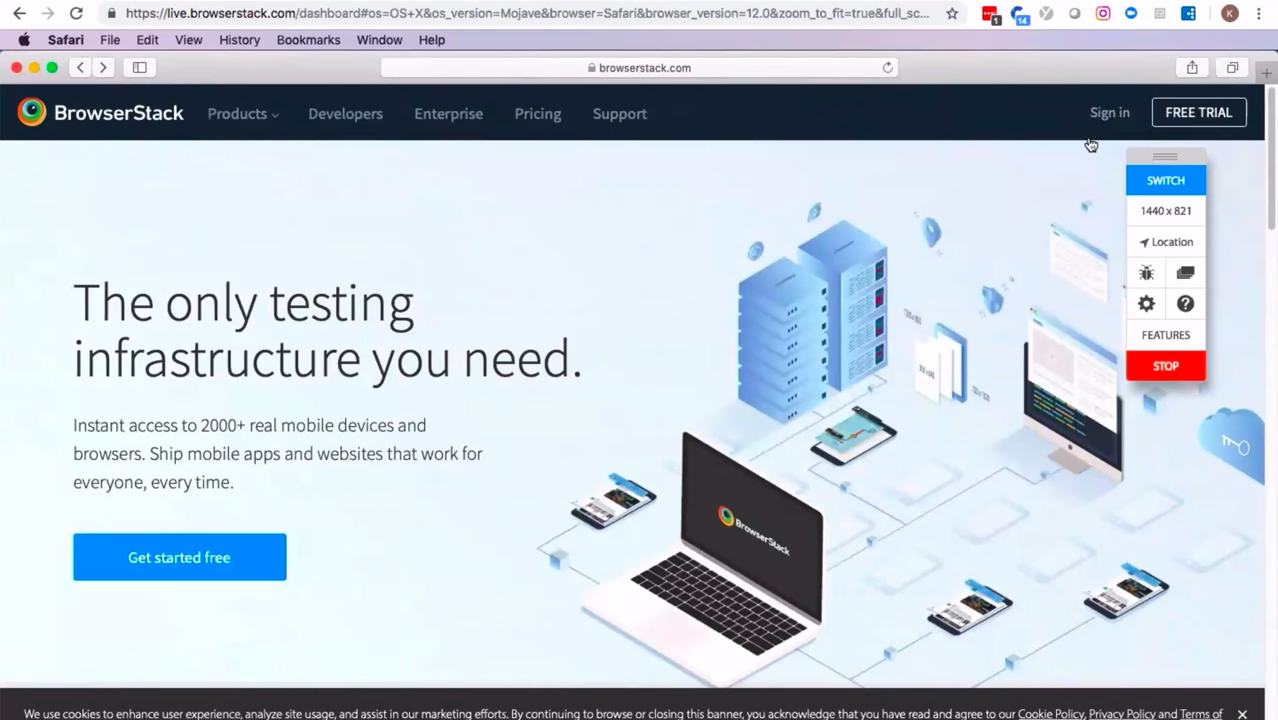 https://live.browserstack.com/dashboard#os=OS+X&os_version=Mojave&browser=Safari&browser_version=12.0&zoom_to_fit=true&full_sc...
1
14
K
Safari File Edit View History Bookmarks Window Help
browserstack.com
BrowserStack Products Developers Enterprise Pricing Support Sign in FREE TRIAL
SWITCH
1440 x 821
Location
FEATURES
STOP
The only testing
infrastructure you need.
Instant access to 2000+ real mobile devices and
browsers. Ship mobile apps and websites that work for
everyone, every time.
Get started free
BrowserStack
We use cookies to enhance user experience, analyze site usage, and assist in our marketing efforts. By continuing to browse or closing this banner, you acknowledge that you have read and agree to our Cookie Policy, Privacy Policy and Terms of